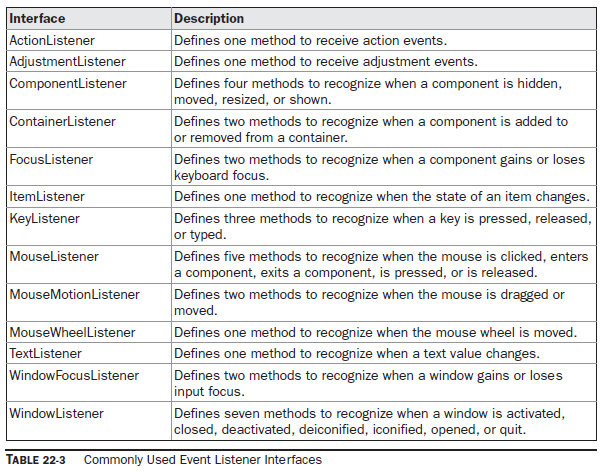 Interface Description
ActionListener Defines one method to receive action events.
AdjustmentListener Defines one method to receive adjustment events.
ComponentListener Defines four methods to recognize when a component is hidden,
moved, resized, or shown.
ContainerListener Defines two methods to recognize when a component is added to
or removed from a container.
FocusListener Defines two methods to recognize when a component gains or loses
keyboard focus.
ItemListener Defines one method to recognize when the state of an item changes.
KeyListener Defines three methods to recognize when a key is pressed, released,
or typed.
MouseListener Defines five methods to recognize when the mouse is clicked, enters
a component, exits a component, is pressed, or is released.
MouseMotionListener Defines two methods to recognize when the mouse is dragged or
moved.
MouseWheelListener Defines one method to recognize when the mouse wheel is moved.
TextListener Defines one method to recognize when a text value changes.
WindowFocusListener Defines two methods to recognize when a window gains or loses
input focus.
WindowListener Defines seven methods to recognize when a window is activated,
closed, deactivated, deiconified, iconified, opened, or quit.
TABLE 22-3 Commonly Used Event Listener Interfaces